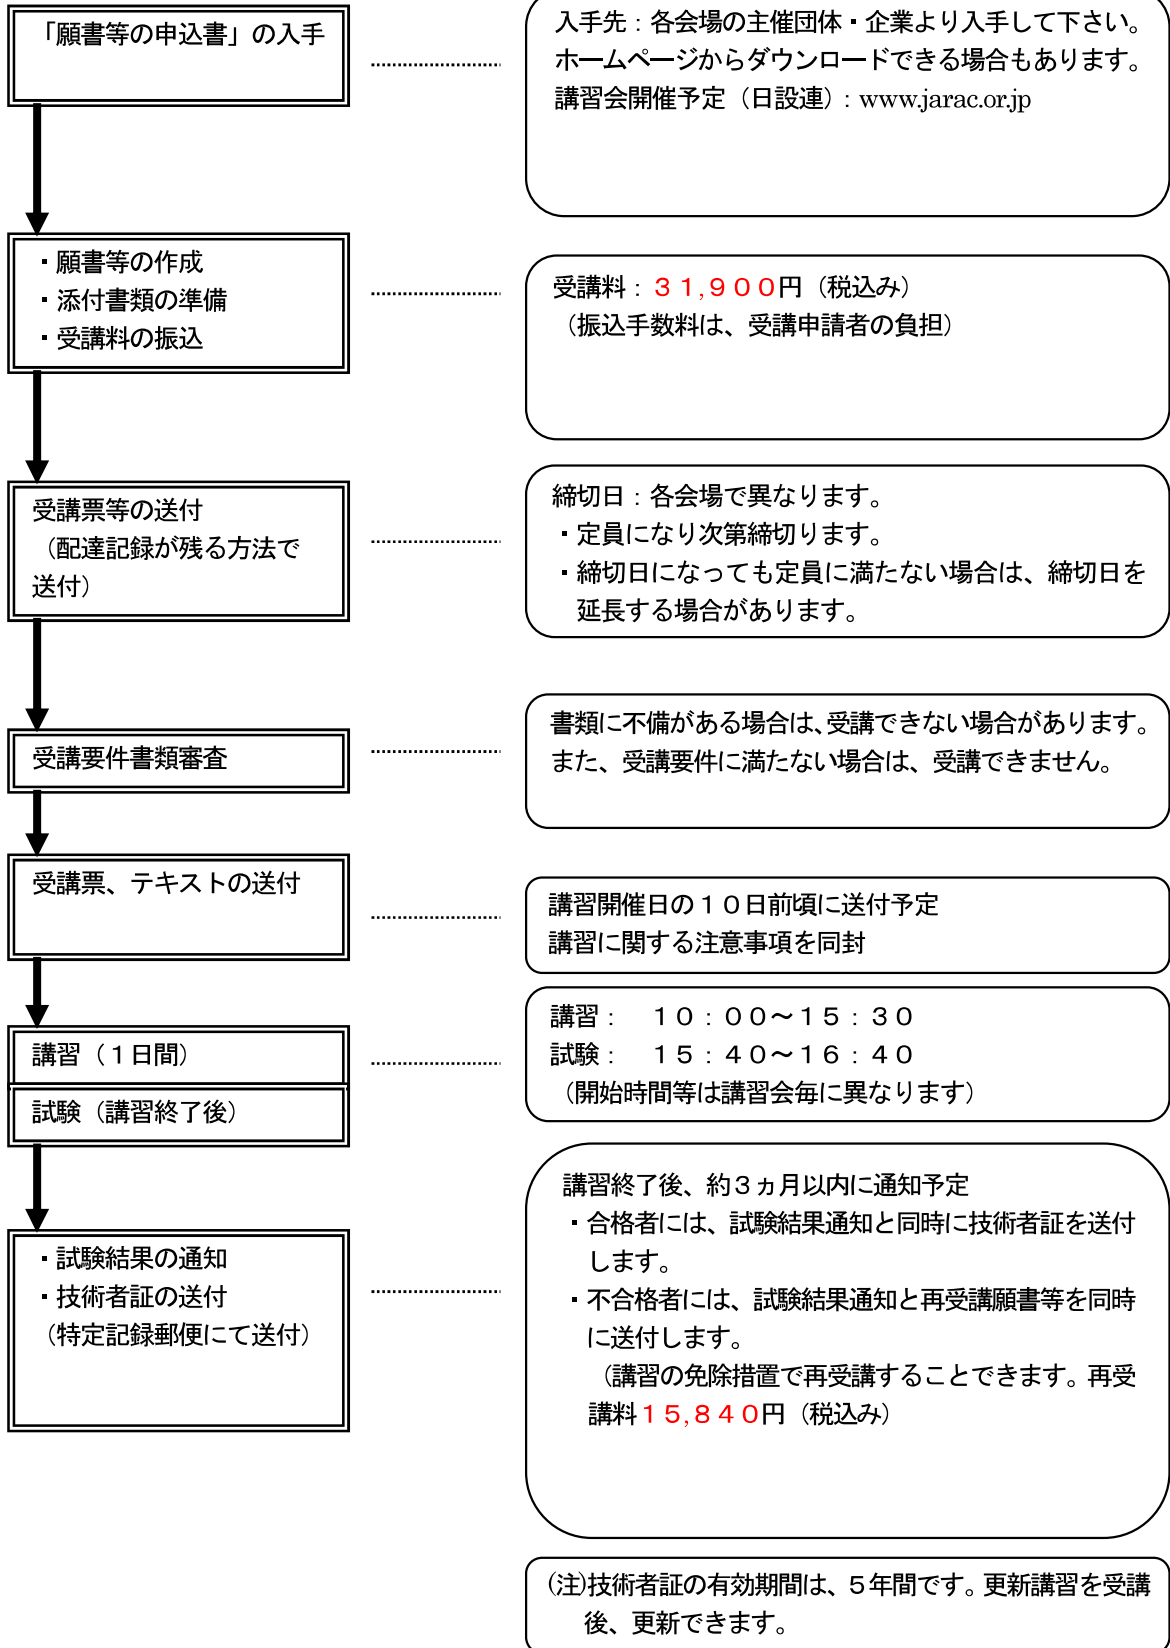 「願書等の申込書」の入手
入手先：各会場の主催団体・企業より入手して下さい。
ホームページからダウンロードできる場合もあります。
講習会開催予定（日設連）：www.jarac.or.jp
・願書等の作成
・添付書類の準備
・受講料の振込
受講料：３１,９００円（税込み）
（振込手数料は、受講申請者の負担）
受講票等の送付
（配達記録が残る方法で
送付）
締切日：各会場で異なります。
・定員になり次第締切ります。
・締切日になっても定員に満たない場合は、締切日を
延長する場合があります。
受講要件書類審査
書類に不備がある場合は、受講できない場合があります。
また、受講要件に満たない場合は、受講できません。
受講票、テキストの送付
講習開催日の１０日前頃に送付予定
講習に関する注意事項を同封
講習（１日間）
試験（講習終了後）
講習：　１０：００～１５：３０
試験：　１５：４０～１６：４０
（開始時間等は講習会毎に異なります）
・試験結果の通知
・技術者証の送付
（特定記録郵便にて送付）
講習終了後、約３ヵ月以内に通知予定
・合格者には、試験結果通知と同時に技術者証を送付
します。
・不合格者には、試験結果通知と再受講願書等を同時
に送付します。
（講習の免除措置で再受講することできます。再受
講料１５,８４０円（税込み）
(注)技術者証の有効期間は、５年間です。更新講習を受講
後、更新できます。